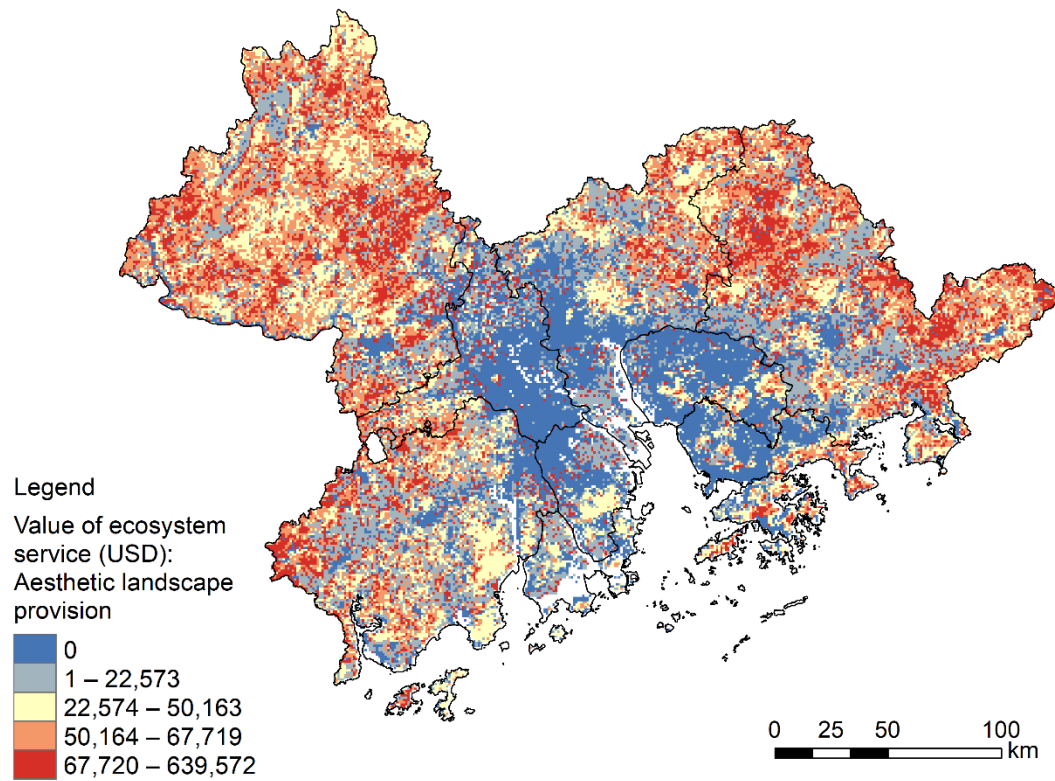 Legend
Value of ecosystem
service (USD):
Aesthetic landscape
provision
0
1 – 22,573
22,574 – 50,163
50,164 – 67,719
67,720 – 639,572
0 25 50 100
km